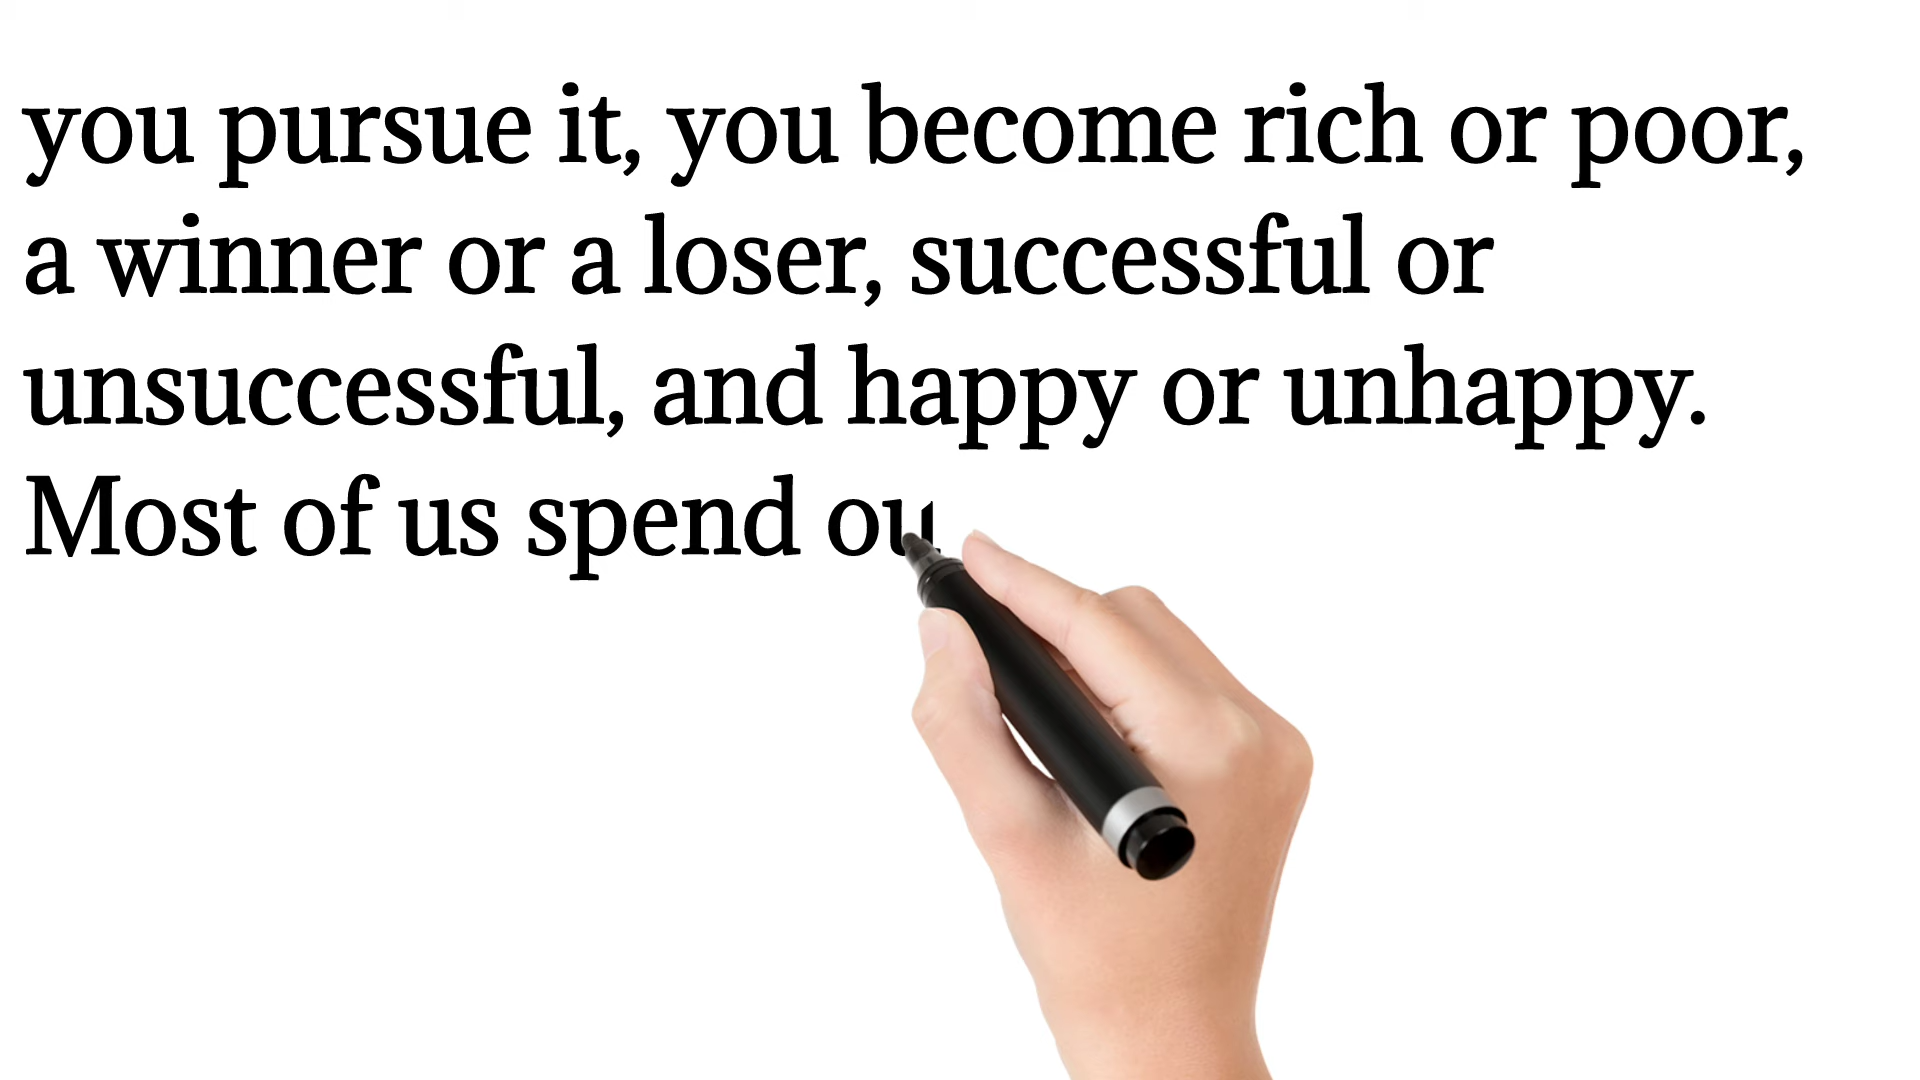 you pursue it, you become rich or poor,
a winner or a loser, successful or
unsuccessful, and happy or unhappy.
Most of us spend ou